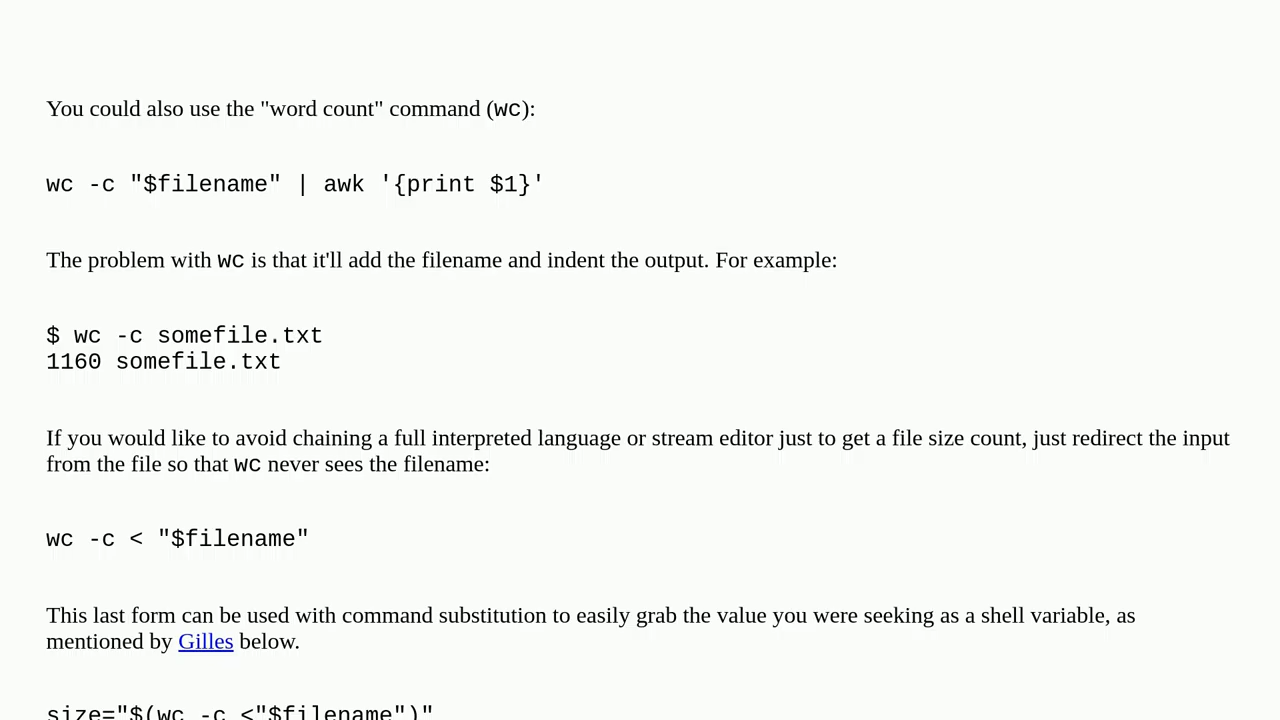 You could also use the "word count" command (wc):
wc -c "$filename" | awk '{print $1}'
The problem with wc is that it'll add the filename and indent the output. For example:
$ wc -c somefile.txt
1160 somefile.txt
If you would like to avoid chaining a full interpreted language or stream editor just to get a file size count, just redirect the input
from the file so that wc never sees the filename:
wc -c < "$filename"
This last form can be used with command substitution to easily grab the value you were seeking as a shell variable, as
mentioned by Gilles below.
size="$(wc -c <"$filename")"